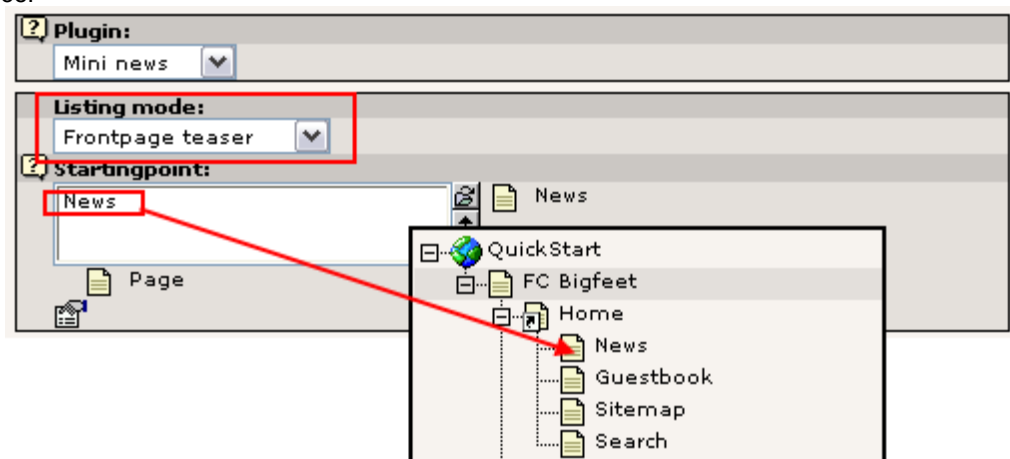 Plugin:
Mini news
Listing mode:
Frontpage teaser
Startingpoint:
News
News
Page
QuickStart
FC Bigfeet
Home
News
Guestbook
Sitemap
Search